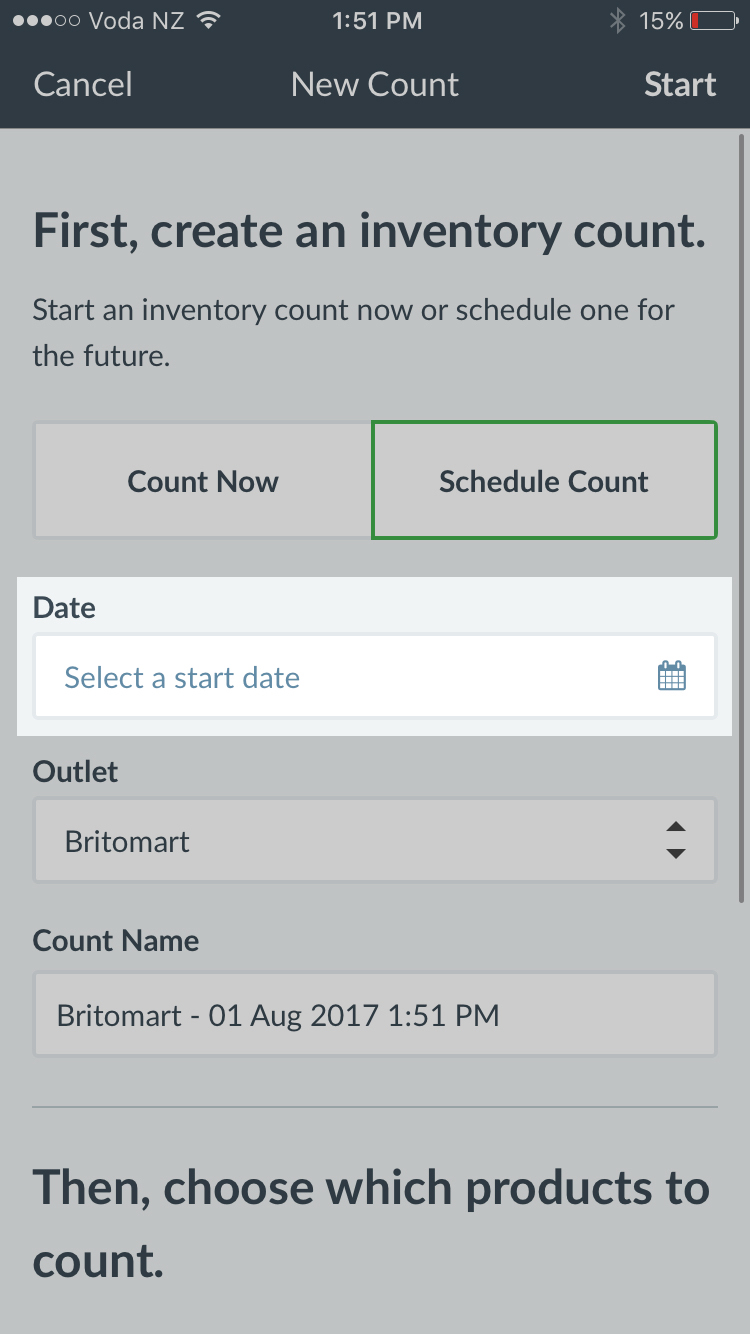 Voda NZ 1:51 PM 15%
Cancel New Count Start
First, create an inventory count.
Start an inventory count now or schedule one for
the future.
Count Now Schedule Count
Date
Select a start date
Outlet
Britomart
Count Name
Britomart - 01 Aug 2017 1:51 PM
Then, choose which products to
count.